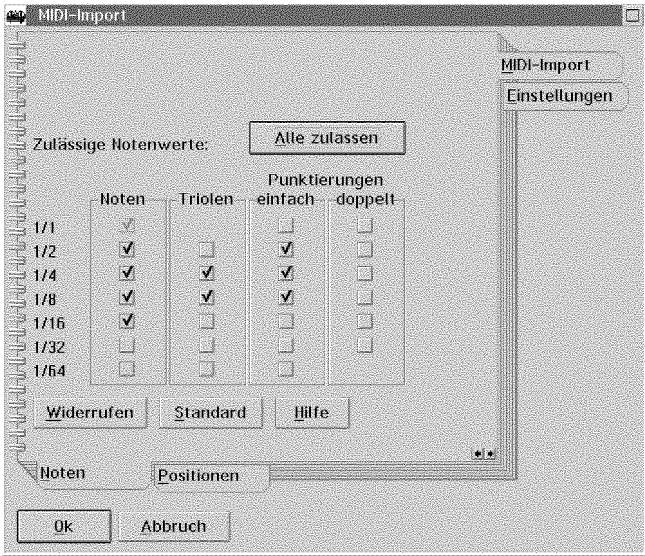 MIDI-Import
MIDI-Import
Einstellungen
Zulässige Notenwerte:
Alle zulassen
Punktierungen
Noten Triolen einfach doppelt
1/1
1/2
1/4
1/8
1/16
1/32
1/64
Widerrufen Standard Hilfe
Noten Positionen
Ok Abbruch